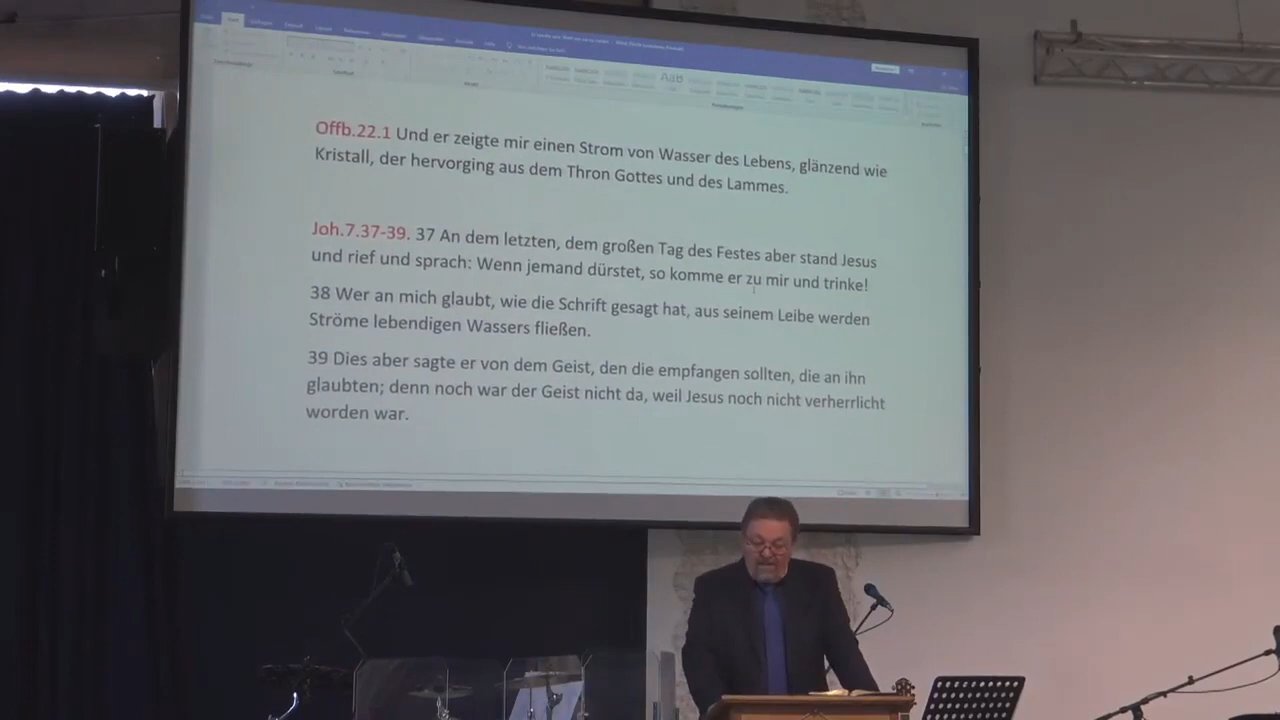 Offb.22.1 Und er zeigte mir einen Strom von Wasser des Lebens, glänzend wie
Kristall, der hervorging aus dem Thron Gottes und des Lammes.
Joh.7.37-39. 37 An dem letzten, dem großen Tag des Festes aber stand Jesus
und rief und sprach: Wenn jemand dürstet, so komme er zu mir und trinke!
38 Wer an mich glaubt, wie die Schrift gesagt hat, aus seinem Leibe werden
Ströme lebendigen Wassers fließen.
39 Dies aber sagte er von dem Geist, den die empfangen sollten, die an ihn
glaubten; denn noch war der Geist nicht da, weil Jesus noch nicht verherrlicht
worden war.